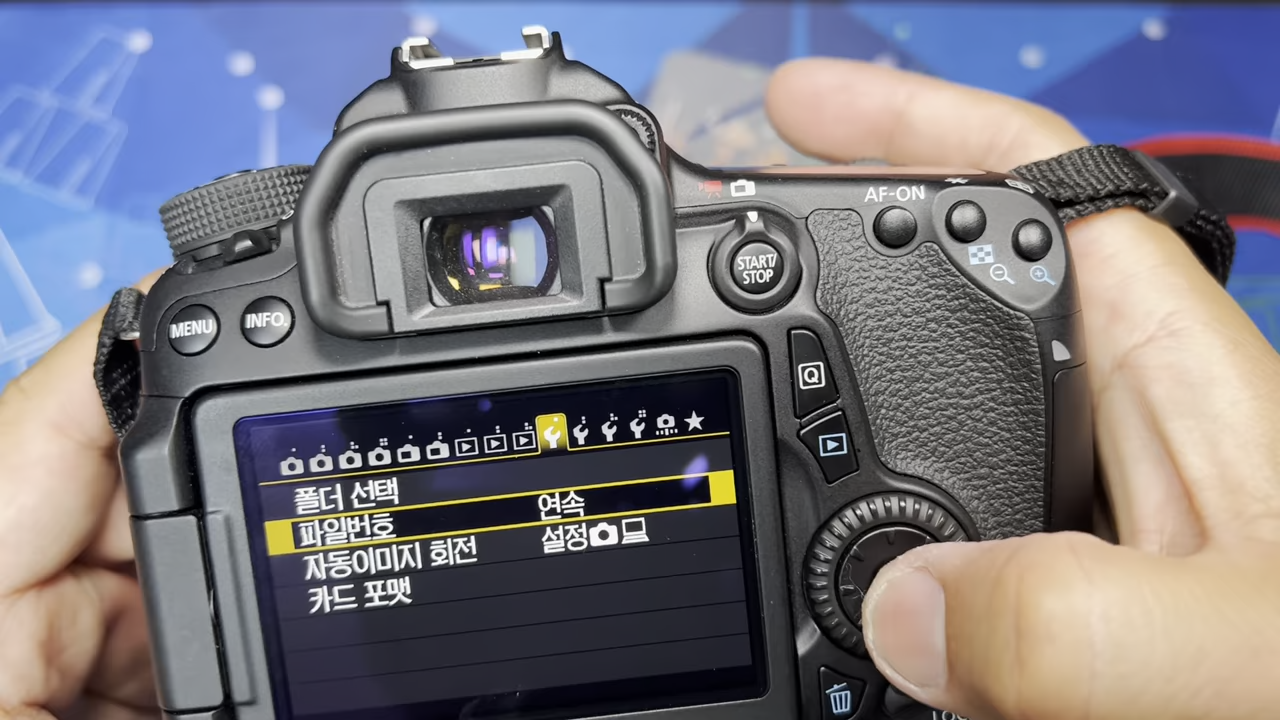 AF-ON
START/
STOP
MENU
INFO.
Q
폴더 선택
파일번호 연속
자동이미지 회전 설정
카드 포맷